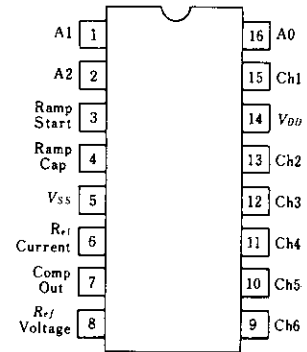 A1 1 16 A0
A2 2 15 Ch1
Ramp
Start 3 14 VDD
Ramp
Cap 4 13 Ch2
VSS 5 12 Ch3
Ref
Current 6 11 Ch4
Comp
Out 7 10 Ch5
Ref
Voltage 8 9 Ch6